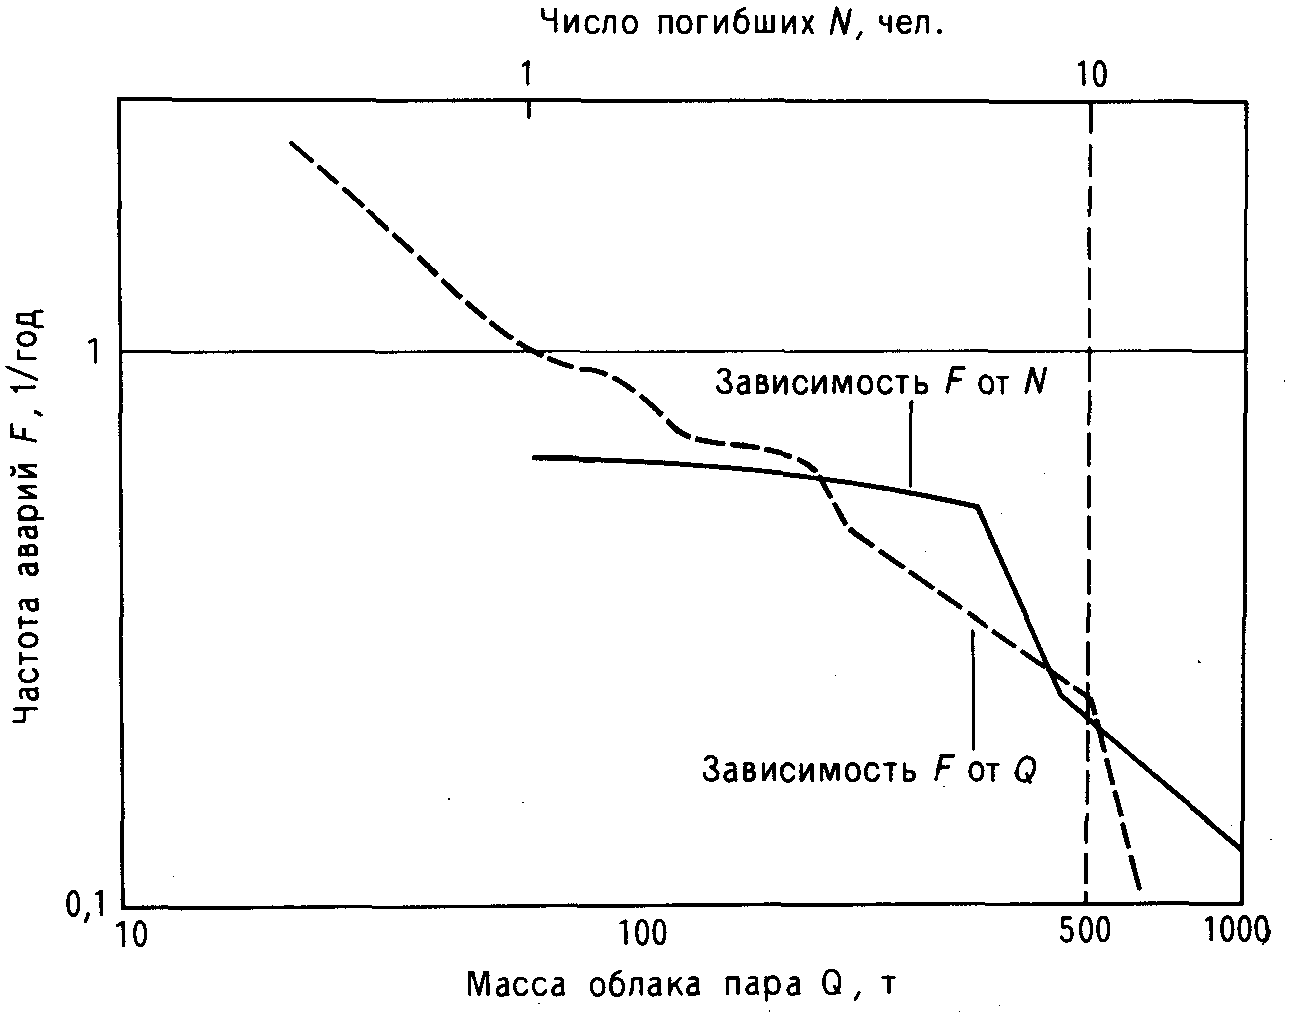 Число погибших N, чел.
1 10
Частота аварий F, 1/год
1
Зависимость F от N
Зависимость F от Q
0,1
10 100 500 1000
Масса облака пара Q, т